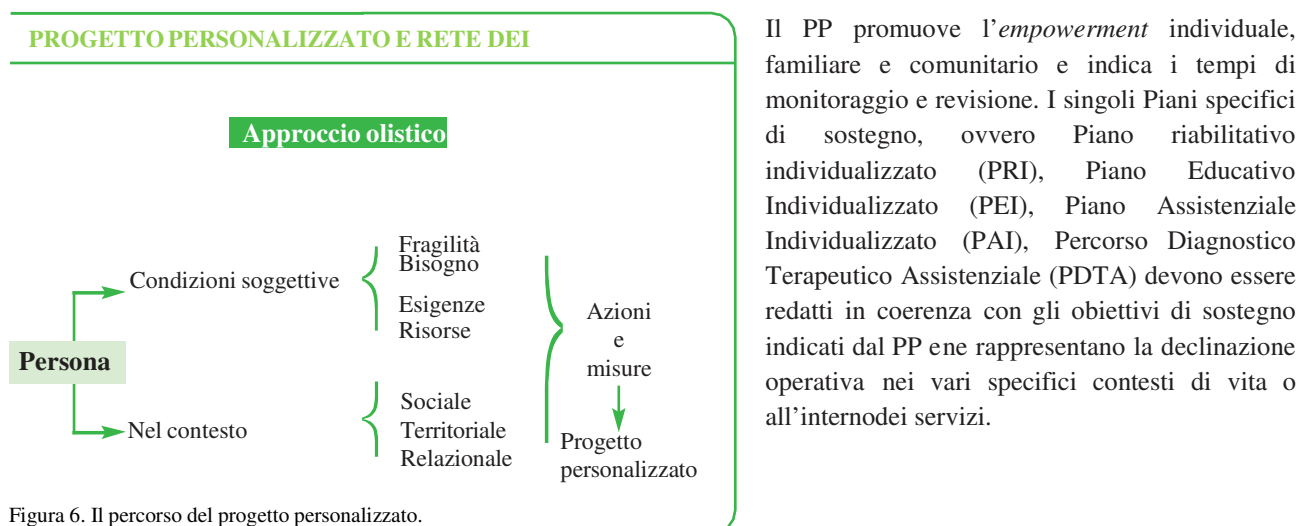 PROGETTO PERSONALIZZATO E RETE DEI
Approccio olistico
Persona
Condizioni soggettive
Fragilità
Bisogno
Esigenze
Risorse
Nel contesto
Sociale
Territoriale
Relazionale
Azioni
e
misure
Progetto
personalizzato
Figura 6. Il percorso del progetto personalizzato.
Il PP promuove l’empowerment individuale,
familiare e comunitario e indica i tempi di
monitoraggio e revisione. I singoli Piani specifici
di sostegno, ovvero Piano riabilitativo
individualizzato (PRI), Piano Educativo
Individualizzato (PEI), Piano Assistenziale
Individualizzato (PAI), Percorso Diagnostico
Terapeutico Assistenziale (PDTA) devono essere
redatti in coerenza con gli obiettivi di sostegno
indicati dal PP ene rappresentano la declinazione
operativa nei vari specifici contesti di vita o
all’internodei servizi.